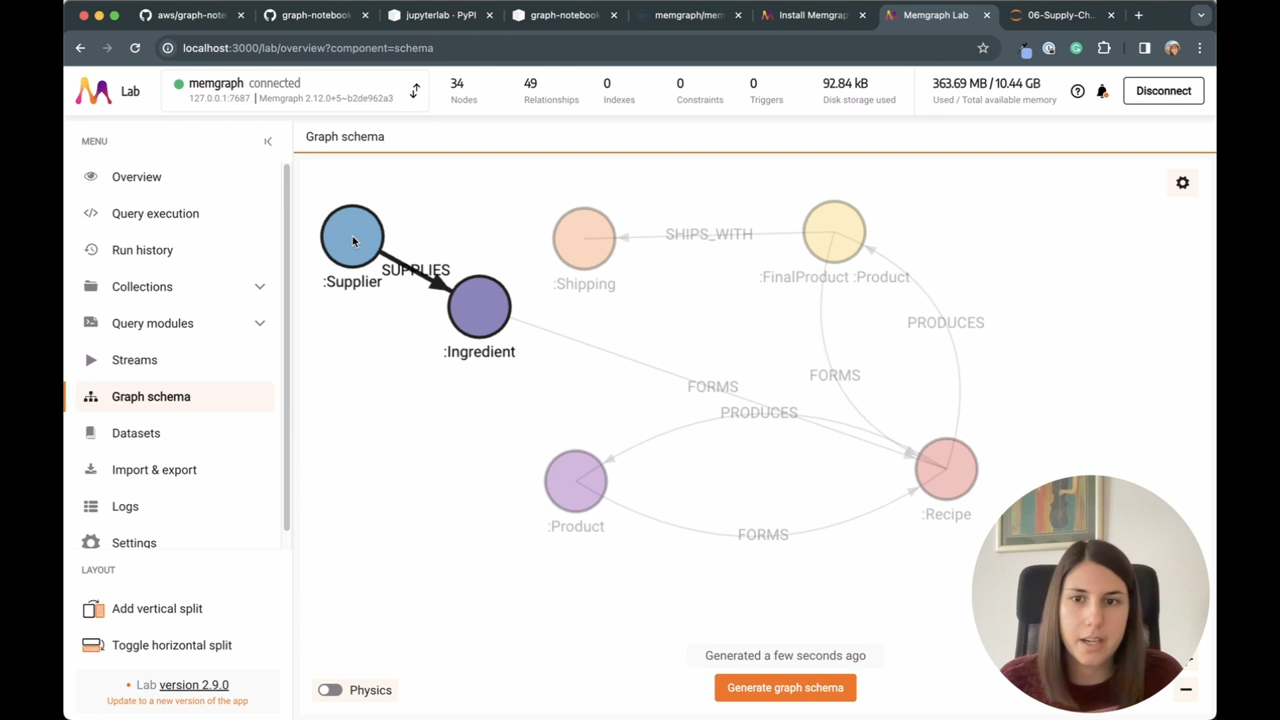 aws/graph-note
graph-notebook
jupyterlab · PyPI
graph-notebook
memgraph/mem
Install Memgrap
Memgraph Lab
06-Supply-Ch
localhost:3000/lab/overview?component=schema
Lab
memgraph connected
127.0.0.1:7687 | Memgraph 2.12.0+5~b2de962a3
34
Nodes
49
Relationships
0
Indexes
0
Constraints
0
Triggers
92.84 kB
Disk storage used
363.69 MB / 10.44 GB
Used / Total available memory
Disconnect
MENU
Overview
Query execution
Run history
Collections
Query modules
Streams
Graph schema
Datasets
Import & export
Logs
Settings
LAYOUT
Add vertical split
Toggle horizontal split
Lab version 2.9.0
Update to a new version of the app
Graph schema
SHIPS_WITH
SUPPLIES
:Supplier
:Shipping
:FinalProduct :Product
PRODUCES
:Ingredient
FORMS
FORMS
PRODUCES
:Product
:Recipe
FORMS
Generated a few seconds ago
Physics
Generate graph schema